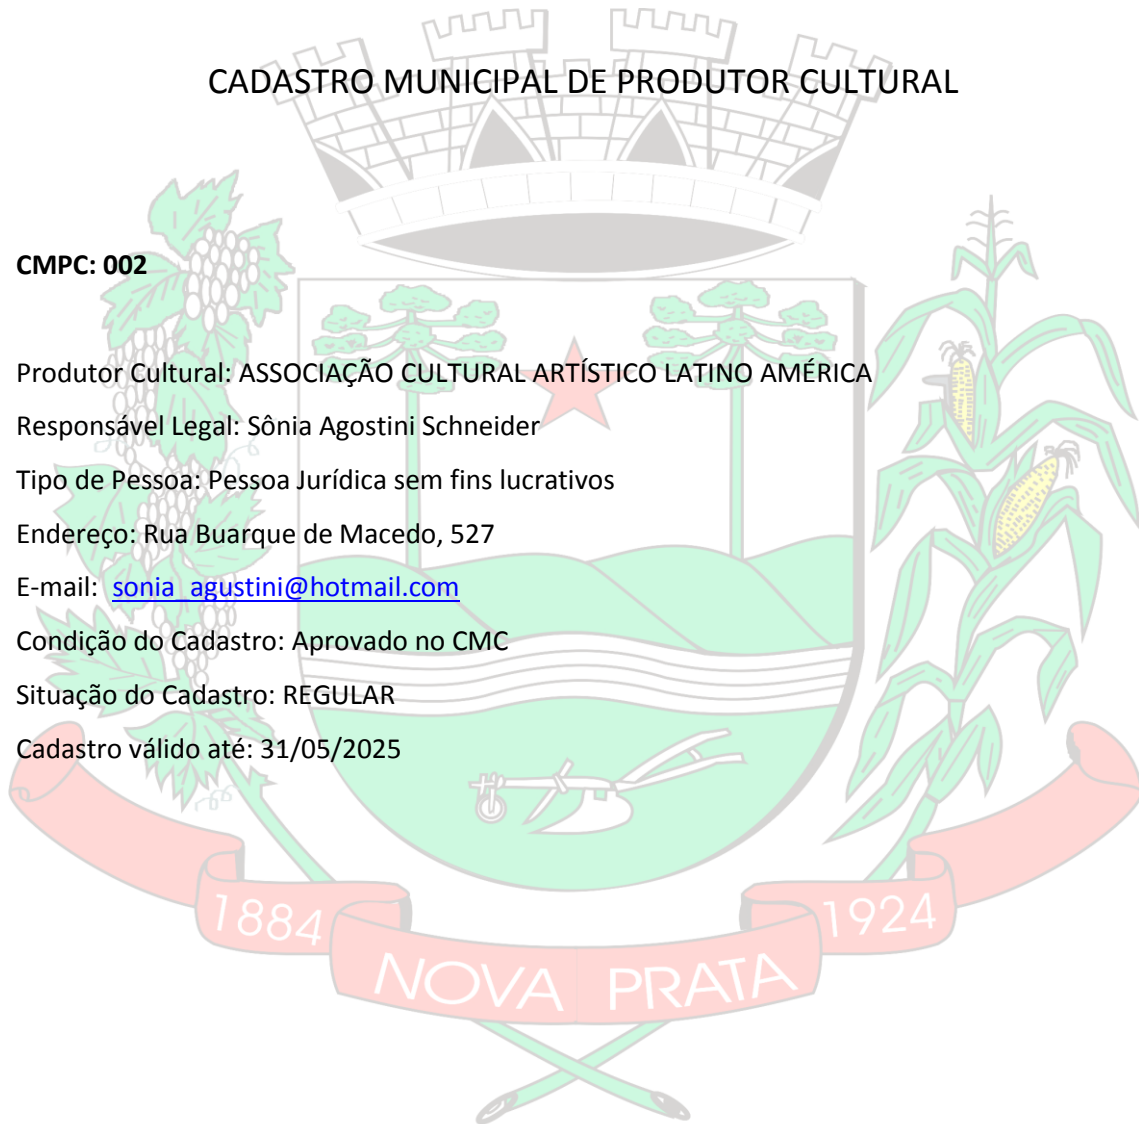 CADASTRO MUNICIPAL DE PRODUTOR CULTURAL
CMPC: 002
Produtor Cultural: ASSOCIAÇÃO CULTURAL ARTÍSTICO LATINO AMÉRICA
Responsável Legal: Sônia Agostini Schneider
Tipo de Pessoa: Pessoa Jurídica sem fins lucrativos
Endereço: Rua Buarque de Macedo, 527
E-mail: sonia_agustini@hotmail.com
Condição do Cadastro: Aprovado no CMC
Situação do Cadastro: REGULAR
Cadastro válido até: 31/05/2025
1884
1924
NOVA PRATA